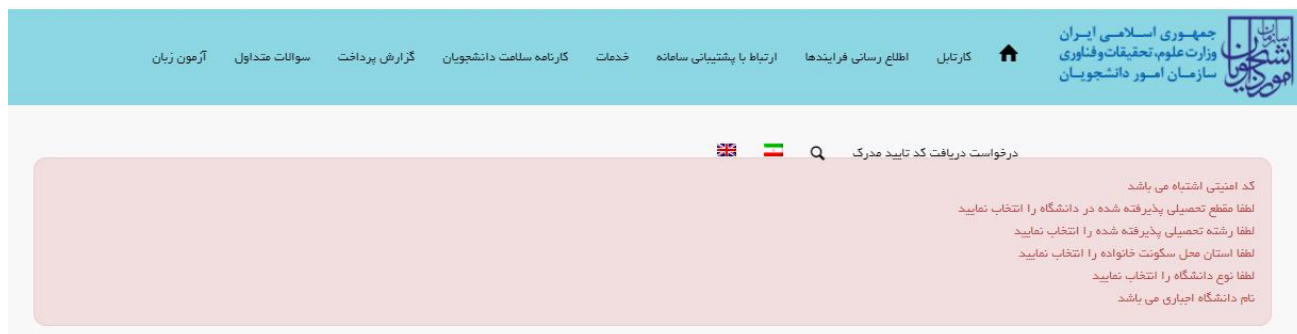 جمهوری اسلامی ایران
وزارت علوم، تحقیقات و فناوری
سازمان امور دانشجویان
سازمان امور دانشجویان
کارتابل اطلاع رسانی فرایندها ارتباط با پشتیبانی سامانه خدمات کارنامه سلامت دانشجویان گزارش پرداخت سوالات متداول آزمون زبان
درخواست دریافت کد تایید مدرک
کد امنیتی اشتباه می باشد
لطفا مقطع تحصیلی پذیرفته شده در دانشگاه را انتخاب نمایید
لطفا رشته تحصیلی پذیرفته شده را انتخاب نمایید
لطفا استان محل سکونت خانواده را انتخاب نمایید
لطفا نوع دانشگاه را انتخاب نمایید
نام دانشگاه اجباری می باشد